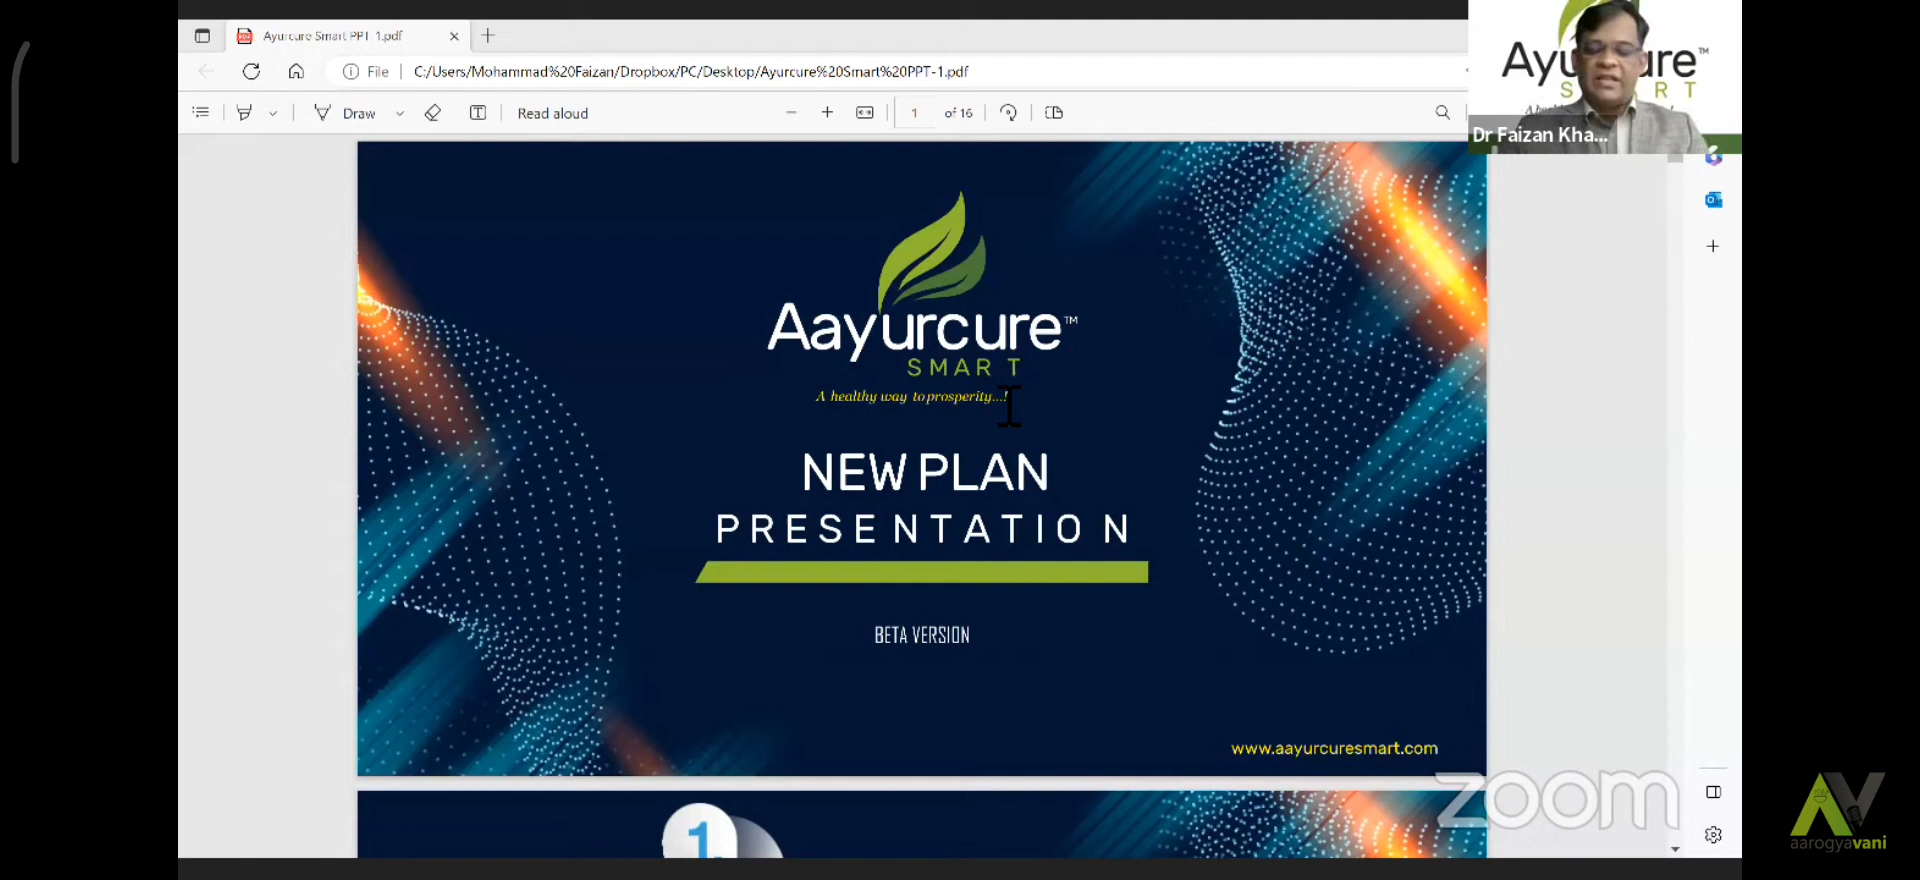 Ayurcure Smart PPT-1.pdf
File
C:/Users/Mohammad%20Faizan/Dropbox/PC/Desktop/Ayurcure%20Smart%20PPT-1.pdf
Draw
Read aloud
1
of 16
Dr Faizan Kha...
Aayurcure™
SMART
A healthy way to prosperity...!
NEW PLAN
PRESENTATION
BETA VERSION
www.aayurcuresmart.com
zoom
1.
AV
aarogyavani